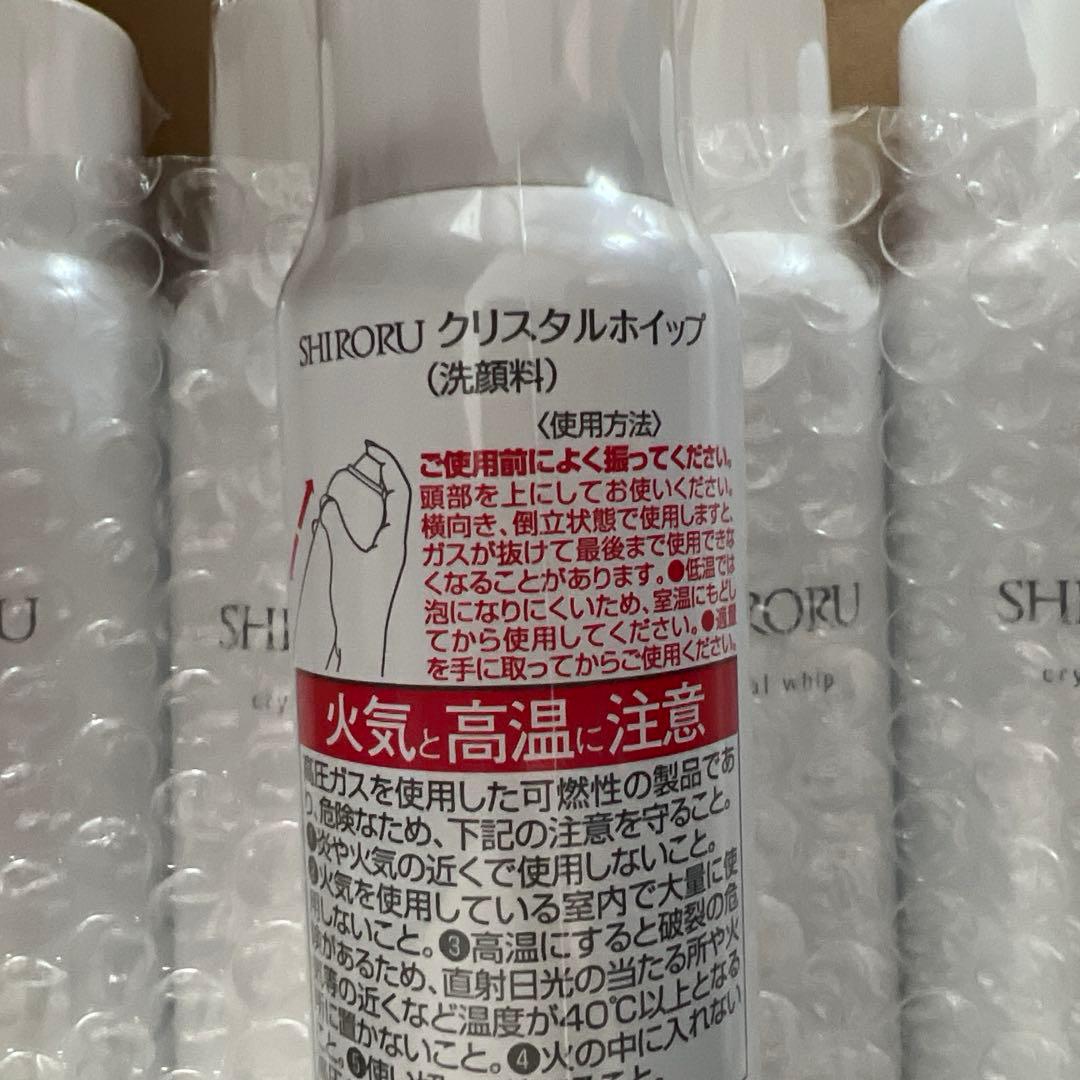 SHIRORU クリスタルホイップ
（洗顔料）
〈使用方法〉
ご使用前によく振ってください。
頭部を上にしてお使いください。
横向き、倒立状態で使用しますと、
ガスが抜けて最後まで使用できな
くなることがあります。●低温では
泡になりにくいため、室温にもどし
てから使用してください。●適量
を手に取ってからご使用ください。
火気と高温に注意
高圧ガスを使用した可燃性の製品であ
り、危険なため、下記の注意を守ること。
❶炎や火気の近くで使用しないこと。
❷火気を使用している室内で大量に使
用しないこと。❸高温にすると破裂の危
険があるため、直射日光の当たる所や火
の近くなど温度が40℃以上となる
所に置かないこと。❹火の中に入れない
こと。❺使い
U
SHI
cry
RORU
al whip
SH
cry